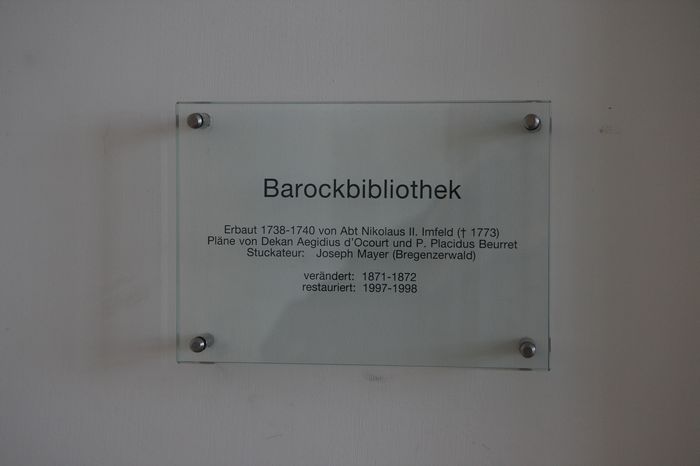 Barockbibliothek
Erbaut 1738-1740 von Abt Nikolaus II. Imfeld († 1773)
Pläne von Dekan Aegidius d'Ocourt und P. Placidus Beurret
Stuckateur: Joseph Mayer (Bregenzerwald)
verändert: 1871-1872
restauriert: 1997-1998